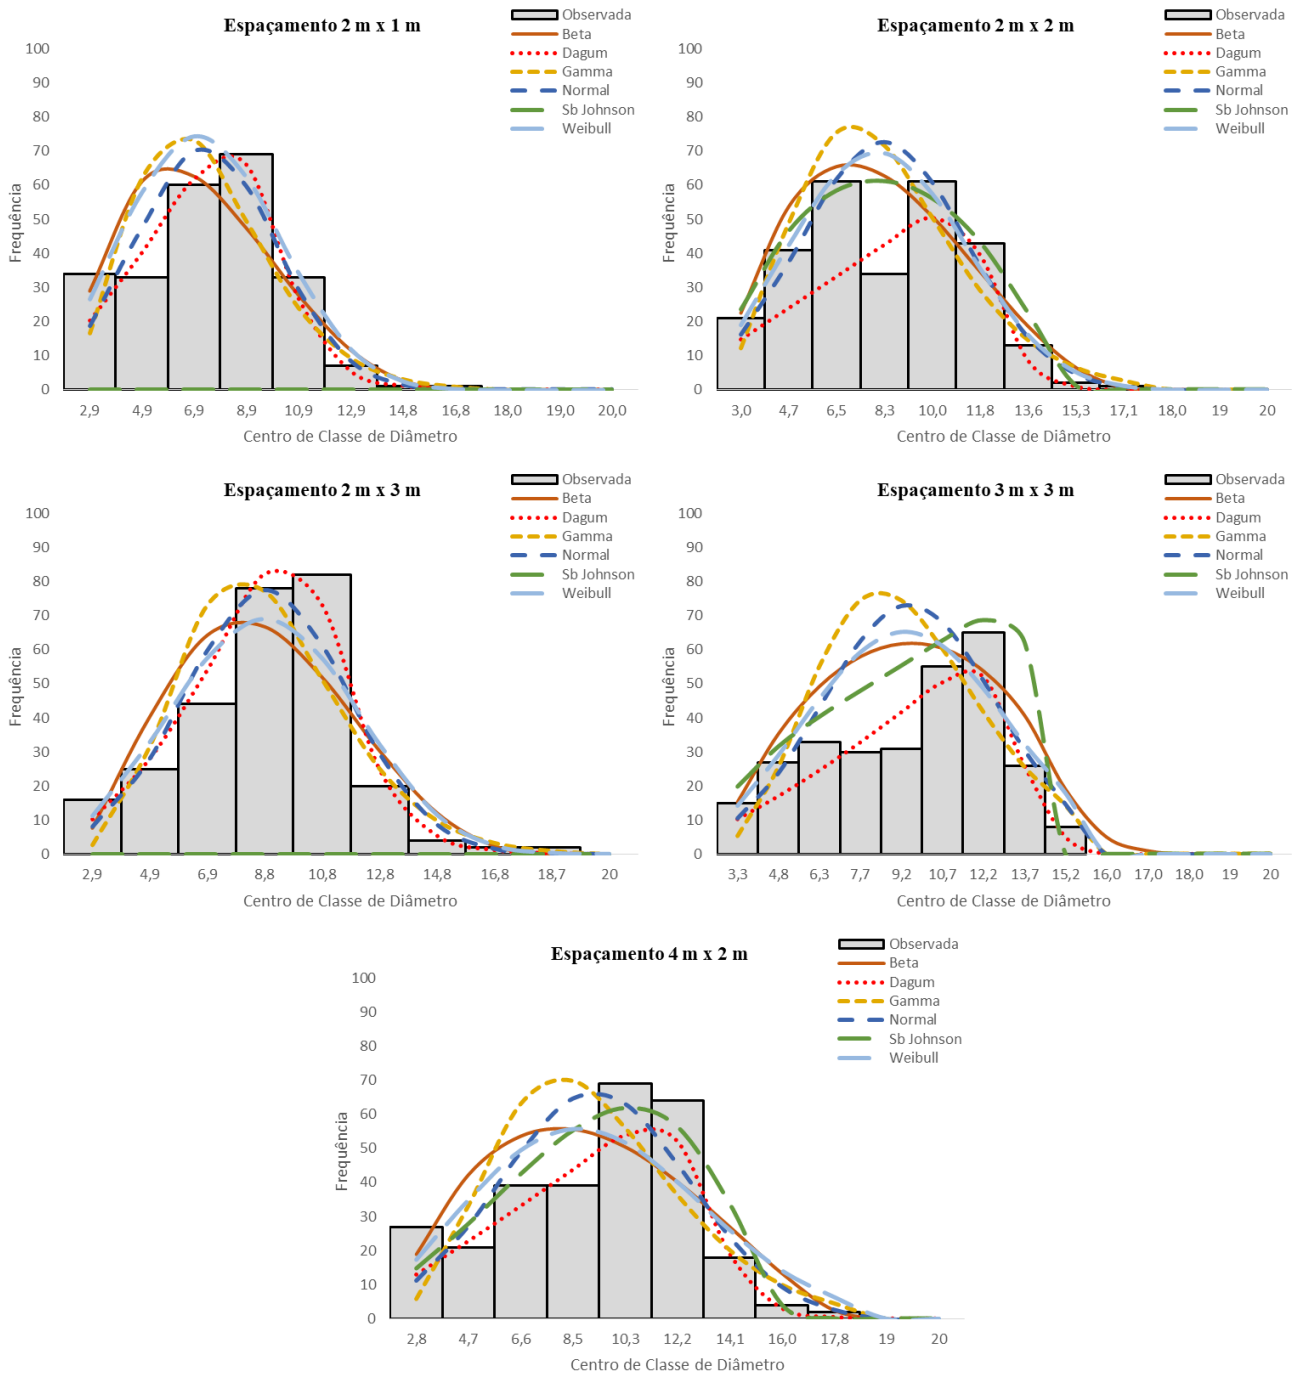 Espaçamento 2 m x 1 m
Observada
Beta
Dagum
Gamma
Normal
Sb Johnson
Weibull
Frequência
100
90
80
70
60
50
40
30
20
10
0
2,9 4,9 6,9 8,9 10,9 12,9 14,8 16,8 18,0 19,0 20,0
Centro de Classe de Diâmetro
Espaçamento 2 m x 2 m
Observada
Beta
Dagum
Gamma
Normal
Sb Johnson
Weibull
Frequência
100
90
80
70
60
50
40
30
20
10
0
3,0 4,7 6,5 8,3 10,0 11,8 13,6 15,3 17,1 18,0 19 20
Centro de Classe de Diâmetro
Espaçamento 2 m x 3 m
Observada
Beta
Dagum
Gamma
Normal
Sb Johnson
Weibull
Frequência
100
90
80
70
60
50
40
30
20
10
0
2,9 4,9 6,9 8,8 10,8 12,8 14,8 16,8 18,7 20
Centro de Classe de Diâmetro
Espaçamento 3 m x 3 m
Observada
Beta
Dagum
Gamma
Normal
Sb Johnson
Weibull
Frequência
100
90
80
70
60
50
40
30
20
10
0
3,3 4,8 6,3 7,7 9,2 10,7 12,2 13,7 15,2 16,0 17,0 18,0 19 20
Centro de Classe de Diâmetro
Espaçamento 4 m x 2 m
Observada
Beta
Dagum
Gamma
Normal
Sb Johnson
Weibull
Frequência
100
90
80
70
60
50
40
30
20
10
0
2,8 4,7 6,6 8,5 10,3 12,2 14,1 16,0 17,8 19 20
Centro de Classe de Diâmetro